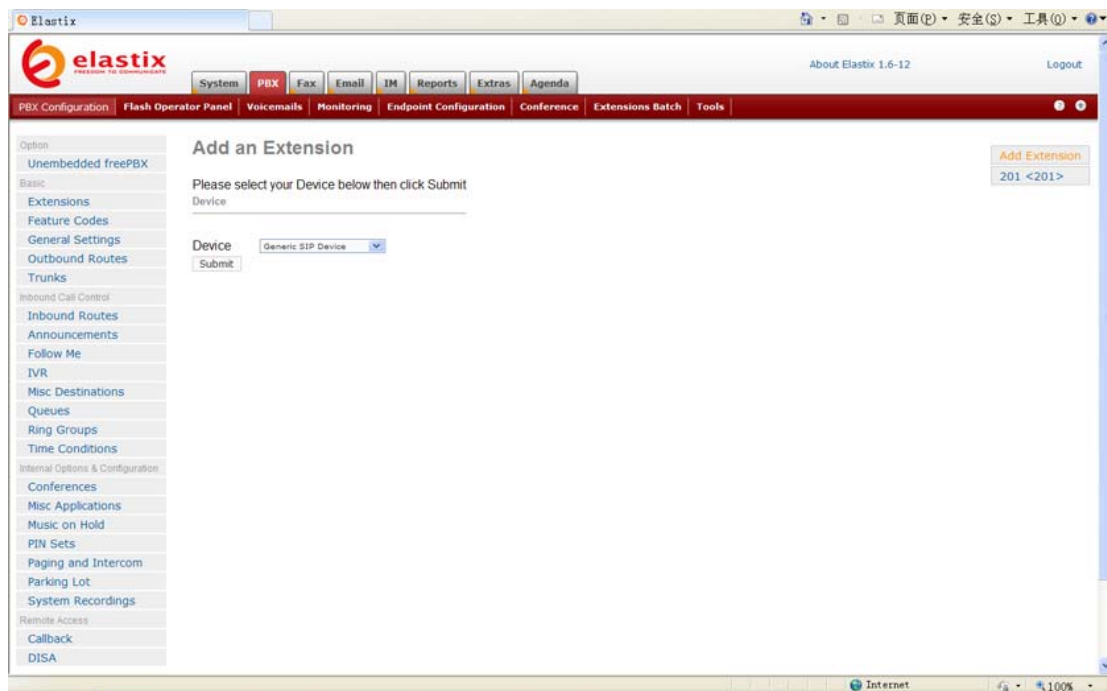 Elastix
页面(P) 安全(S) 工具(O)
elastix
FREEDOM TO COMMUNICATE
About Elastix 1.6-12
Logout
System PBX Fax Email IM Reports Extras Agenda
PBX Configuration Flash Operator Panel Voicemails Monitoring Endpoint Configuration Conference Extensions Batch Tools
Option
Unembedded freePBX
Basic
Extensions
Feature Codes
General Settings
Outbound Routes
Trunks
Inbound Call Control
Inbound Routes
Announcements
Follow Me
IVR
Misc Destinations
Queues
Ring Groups
Time Conditions
Internal Options & Configuration
Conferences
Misc Applications
Music on Hold
PIN Sets
Paging and Intercom
Parking Lot
System Recordings
Remote Access
Callback
DISA
Add an Extension
Please select your Device below then click Submit
Device
Device Generic SIP Device
Submit
Add Extension
201 <201>
Internet 100%